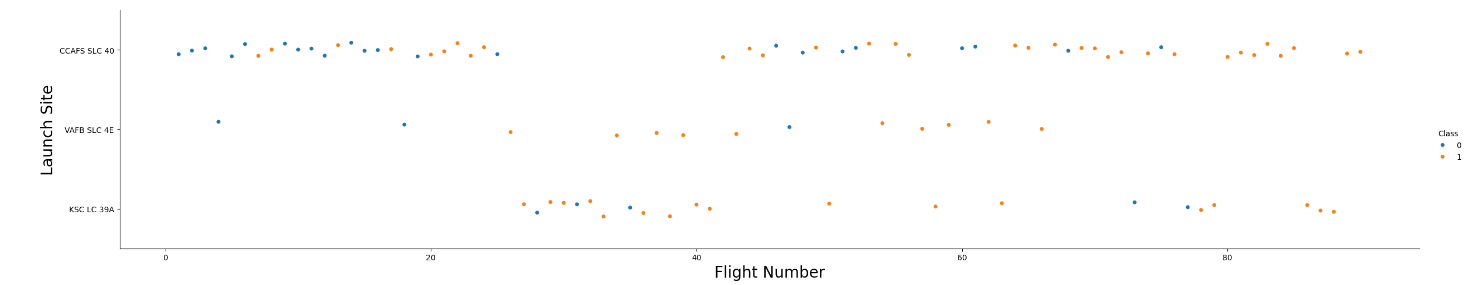 Launch Site
CCAFS SLC 40
VAFB SLC 4E
KSC LC 39A
0 20 40 60 80
Flight Number
Class
0
1